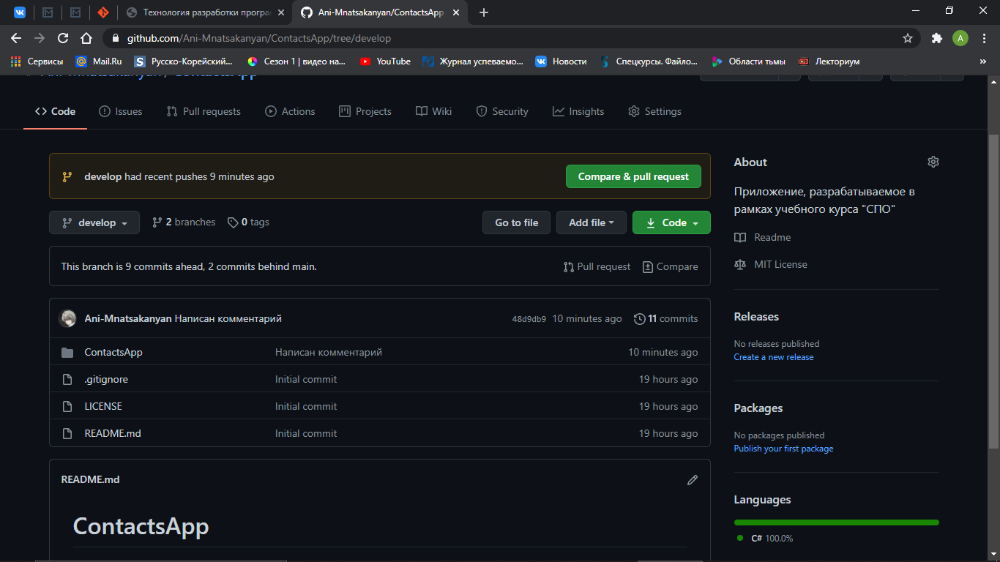 Технология разработки програ
Ani-Mnatsakanyan/ContactsApp
github.com/Ani-Mnatsakanyan/ContactsApp/tree/develop
A
Сервисы
Mail.Ru
Русско-Корейский...
Сезон 1 | видео на...
YouTube
Журнал успеваемо...
Новости
Спецкурсы. Файло...
Области тьмы
Лекториум
»
Ani-Mnatsakanyan / ContactsApp
Code
Issues
Pull requests
Actions
Projects
Wiki
Security
Insights
Settings
develop had recent pushes 9 minutes ago
Compare & pull request
develop
2 branches
0 tags
Go to file
Add file
Code
This branch is 9 commits ahead, 2 commits behind main.
Pull request
Compare
Ani-Mnatsakanyan Написан комментарий
48d9db9 10 minutes ago
11 commits
ContactsApp
Написан комментарий
10 minutes ago
.gitignore
Initial commit
19 hours ago
LICENSE
Initial commit
19 hours ago
README.md
Initial commit
19 hours ago
README.md
ContactsApp
About
Приложение, разрабатываемое в
рамках учебного курса "СПО"
Readme
MIT License
Releases
No releases published
Create a new release
Packages
No packages published
Publish your first package
Languages
C# 100.0%